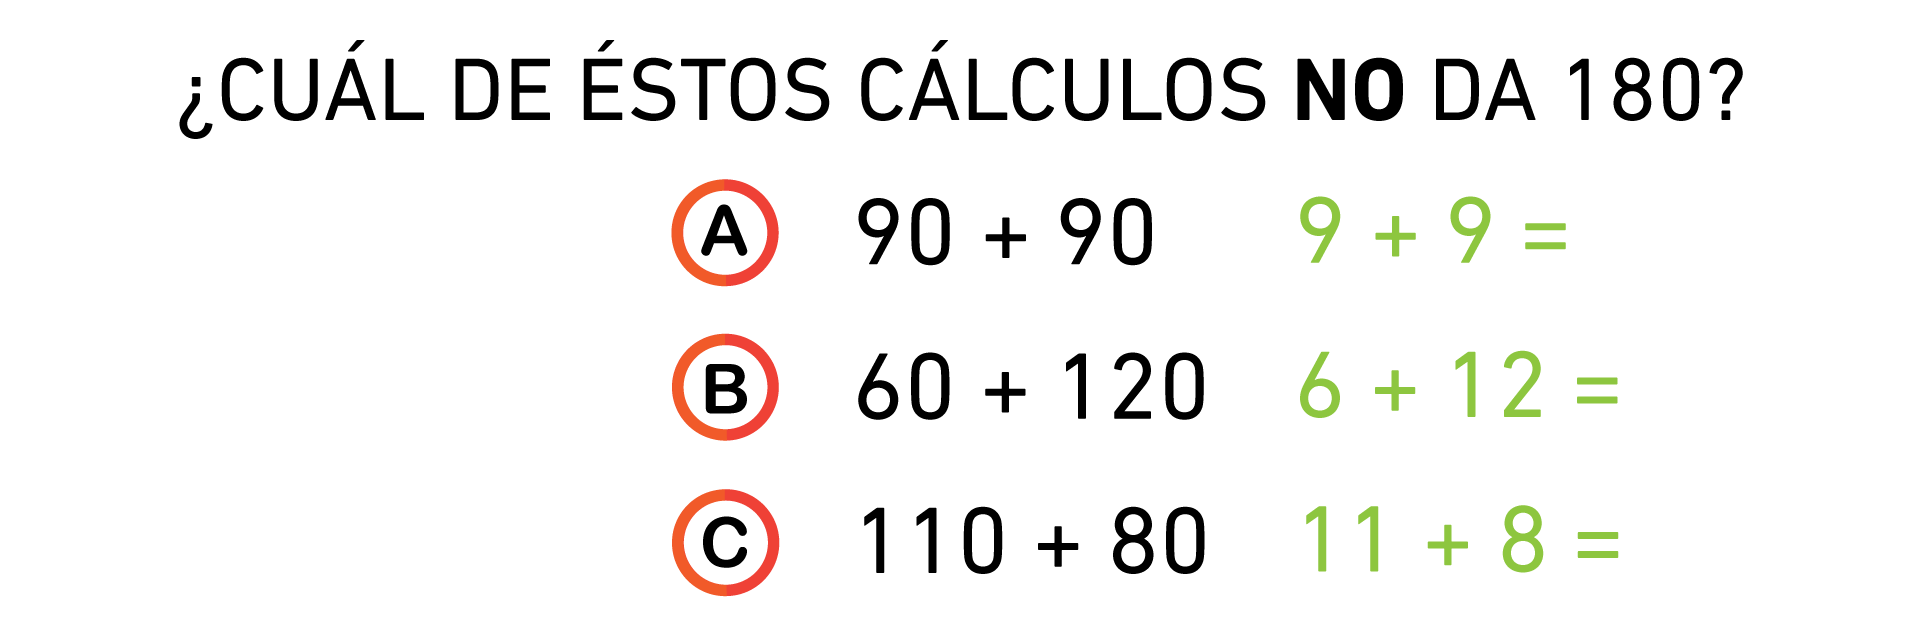 ¿CUÁL DE ÉSTOS CÁLCULOS NO DA 180?
A 90 + 90 9 + 9 =
B 60 + 120 6 + 12 =
C 110 + 80 11 + 8 =